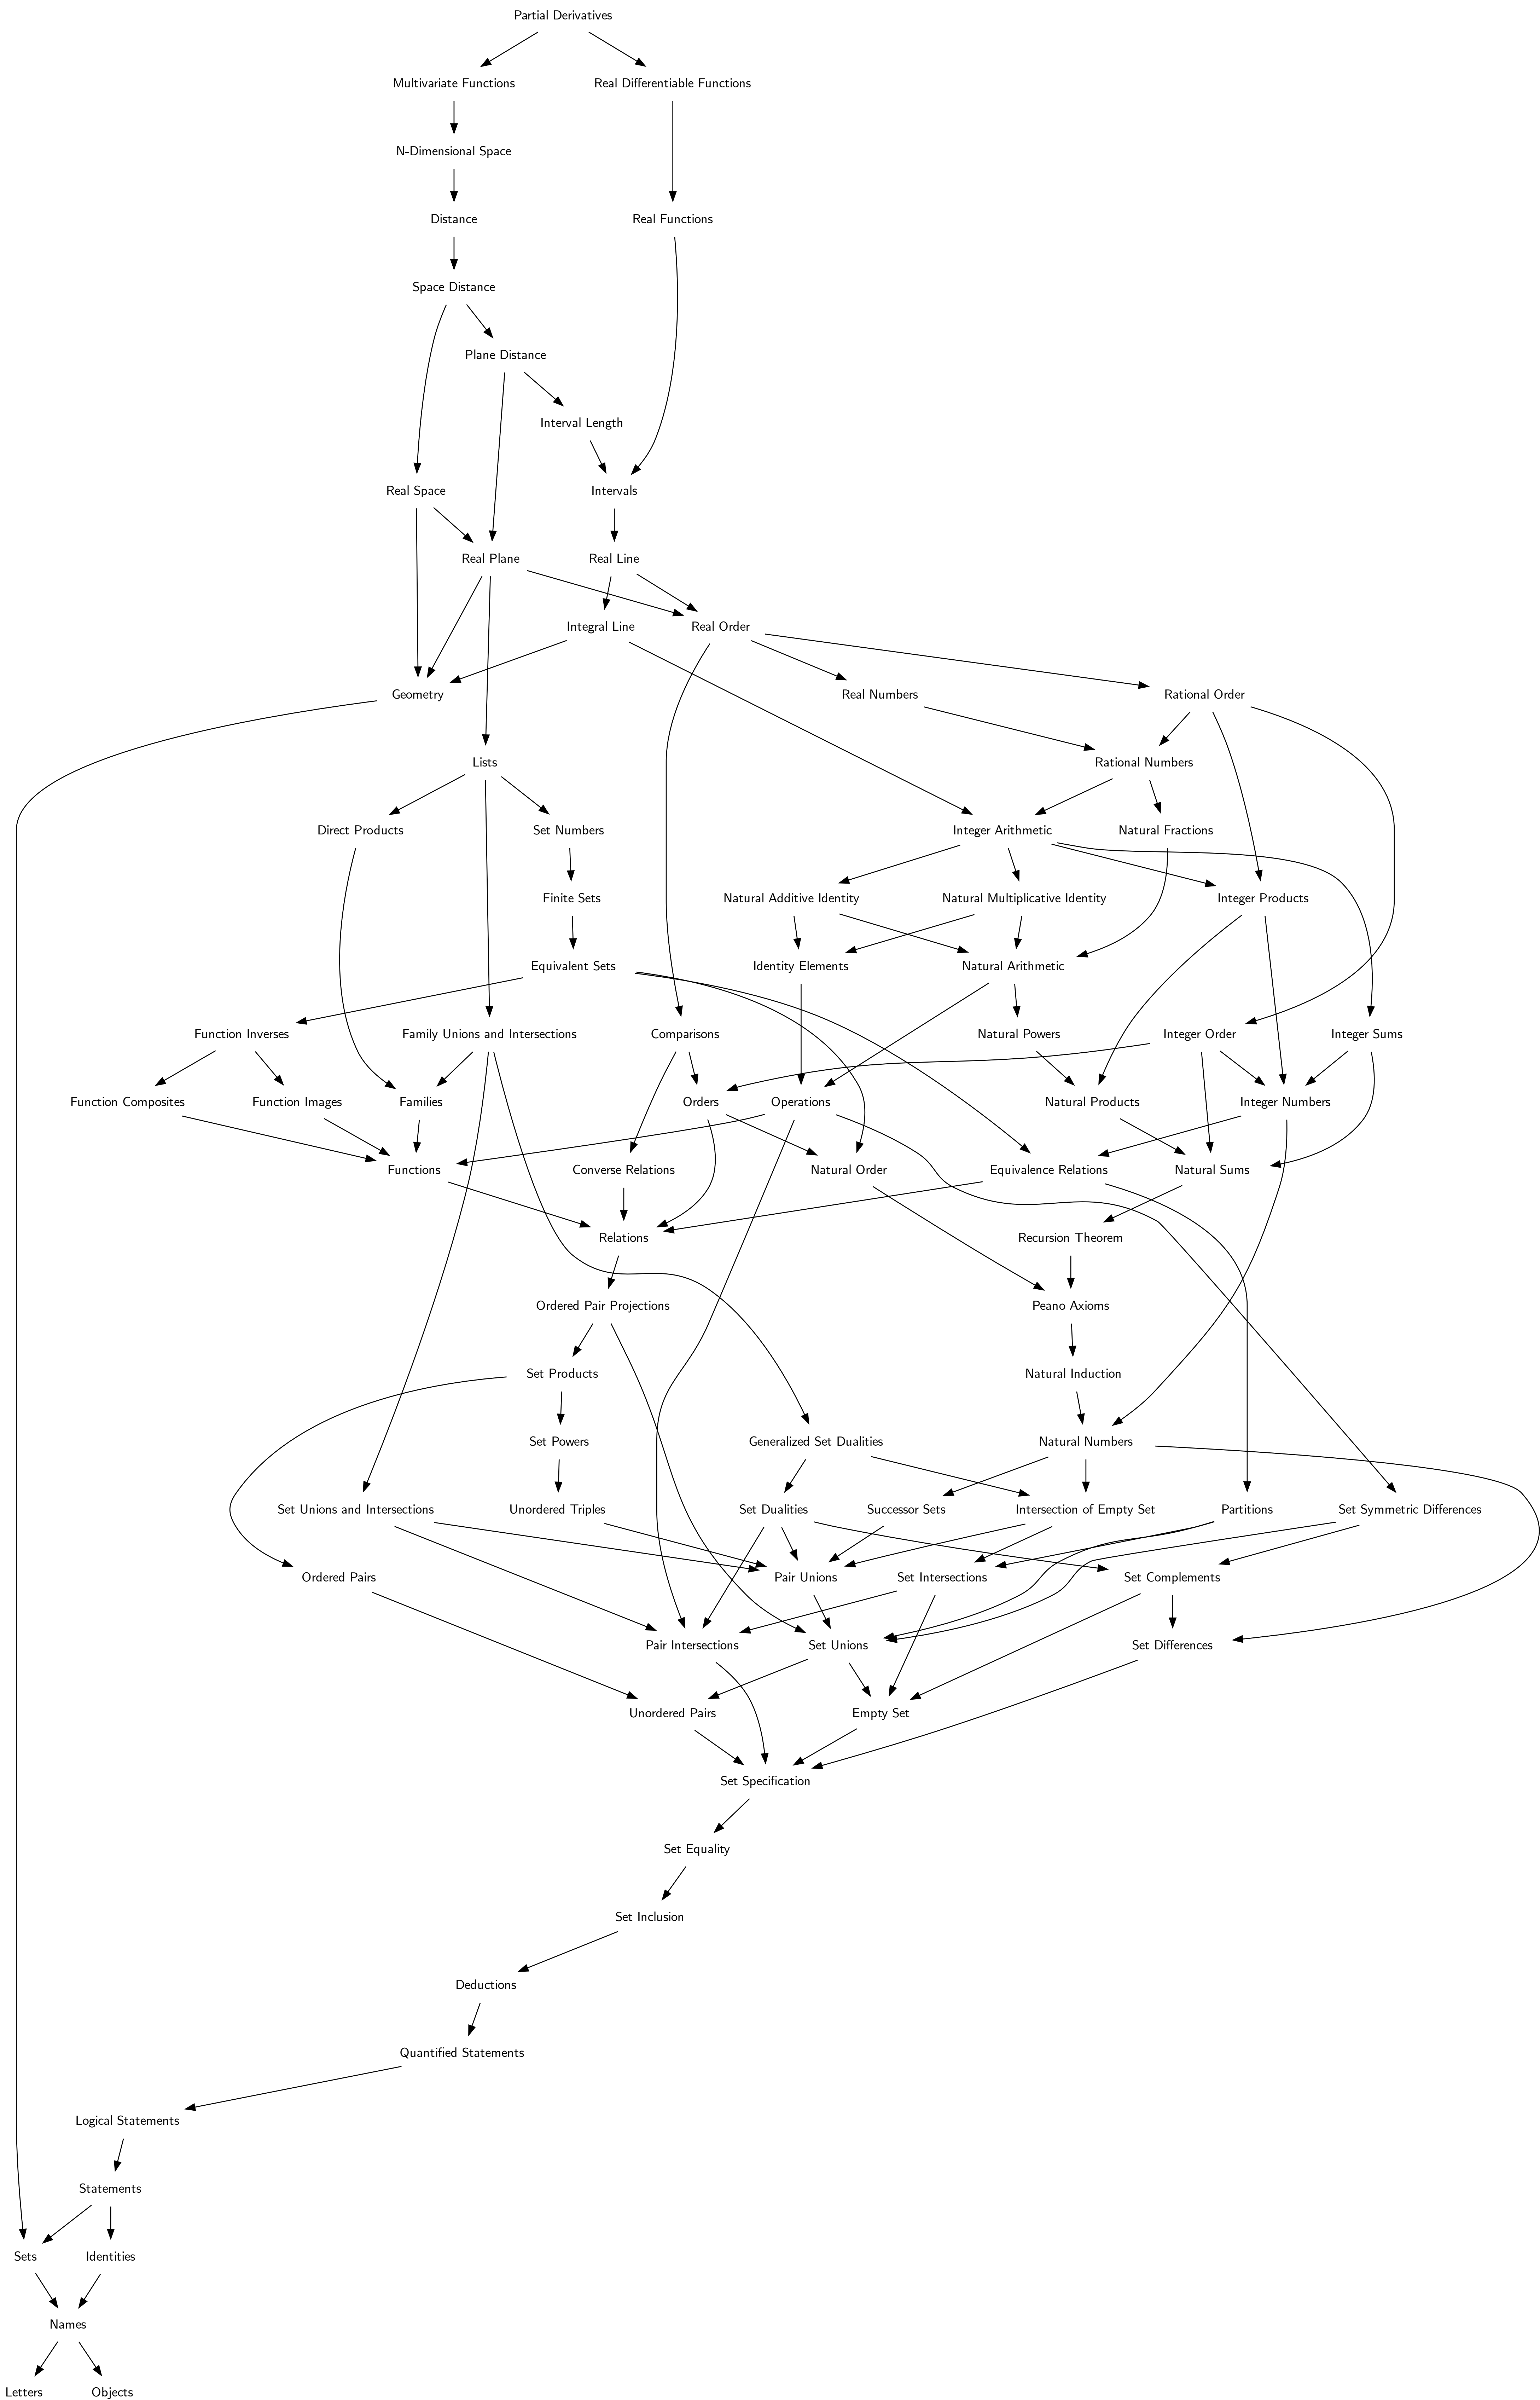 Partial Derivatives
Multivariate Functions
Real Differentiable Functions
N-Dimensional Space
Distance
Real Functions
Space Distance
Plane Distance
Interval Length
Real Space
Intervals
Real Plane
Real Line
Integral Line
Real Order
Geometry
Real Numbers
Rational Order
Lists
Rational Numbers
Direct Products
Set Numbers
Integer Arithmetic
Natural Fractions
Finite Sets
Natural Additive Identity
Natural Multiplicative Identity
Integer Products
Equivalent Sets
Identity Elements
Natural Arithmetic
Function Inverses
Family Unions and Intersections
Comparisons
Natural Powers
Integer Order
Integer Sums
Function Composites
Function Images
Families
Orders
Operations
Natural Products
Integer Numbers
Functions
Converse Relations
Natural Order
Equivalence Relations
Natural Sums
Relations
Recursion Theorem
Ordered Pair Projections
Peano Axioms
Set Products
Natural Induction
Set Powers
Generalized Set Dualities
Natural Numbers
Set Unions and Intersections
Unordered Triples
Set Dualities
Successor Sets
Intersection of Empty Set
Partitions
Set Symmetric Differences
Ordered Pairs
Pair Unions
Set Intersections
Set Complements
Pair Intersections
Set Unions
Set Differences
Unordered Pairs
Empty Set
Set Specification
Set Equality
Set Inclusion
Deductions
Quantified Statements
Logical Statements
Statements
Sets
Identities
Names
Letters
Objects